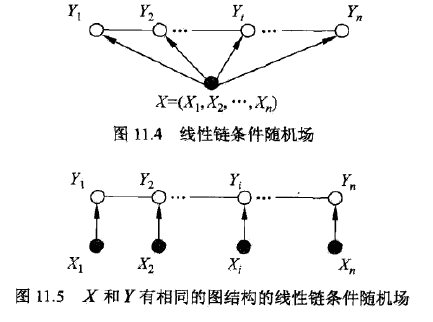 Y1 Y2 ... Yi ... Yn
X=(X1, X2, ···, Xn)
图 11.4 线性链条件随机场
Y1 Y2 ... Yi ... Yn
X1 X2 Xi Xn
图 11.5 X 和 Y 有相同的图结构的线性链条件随机场